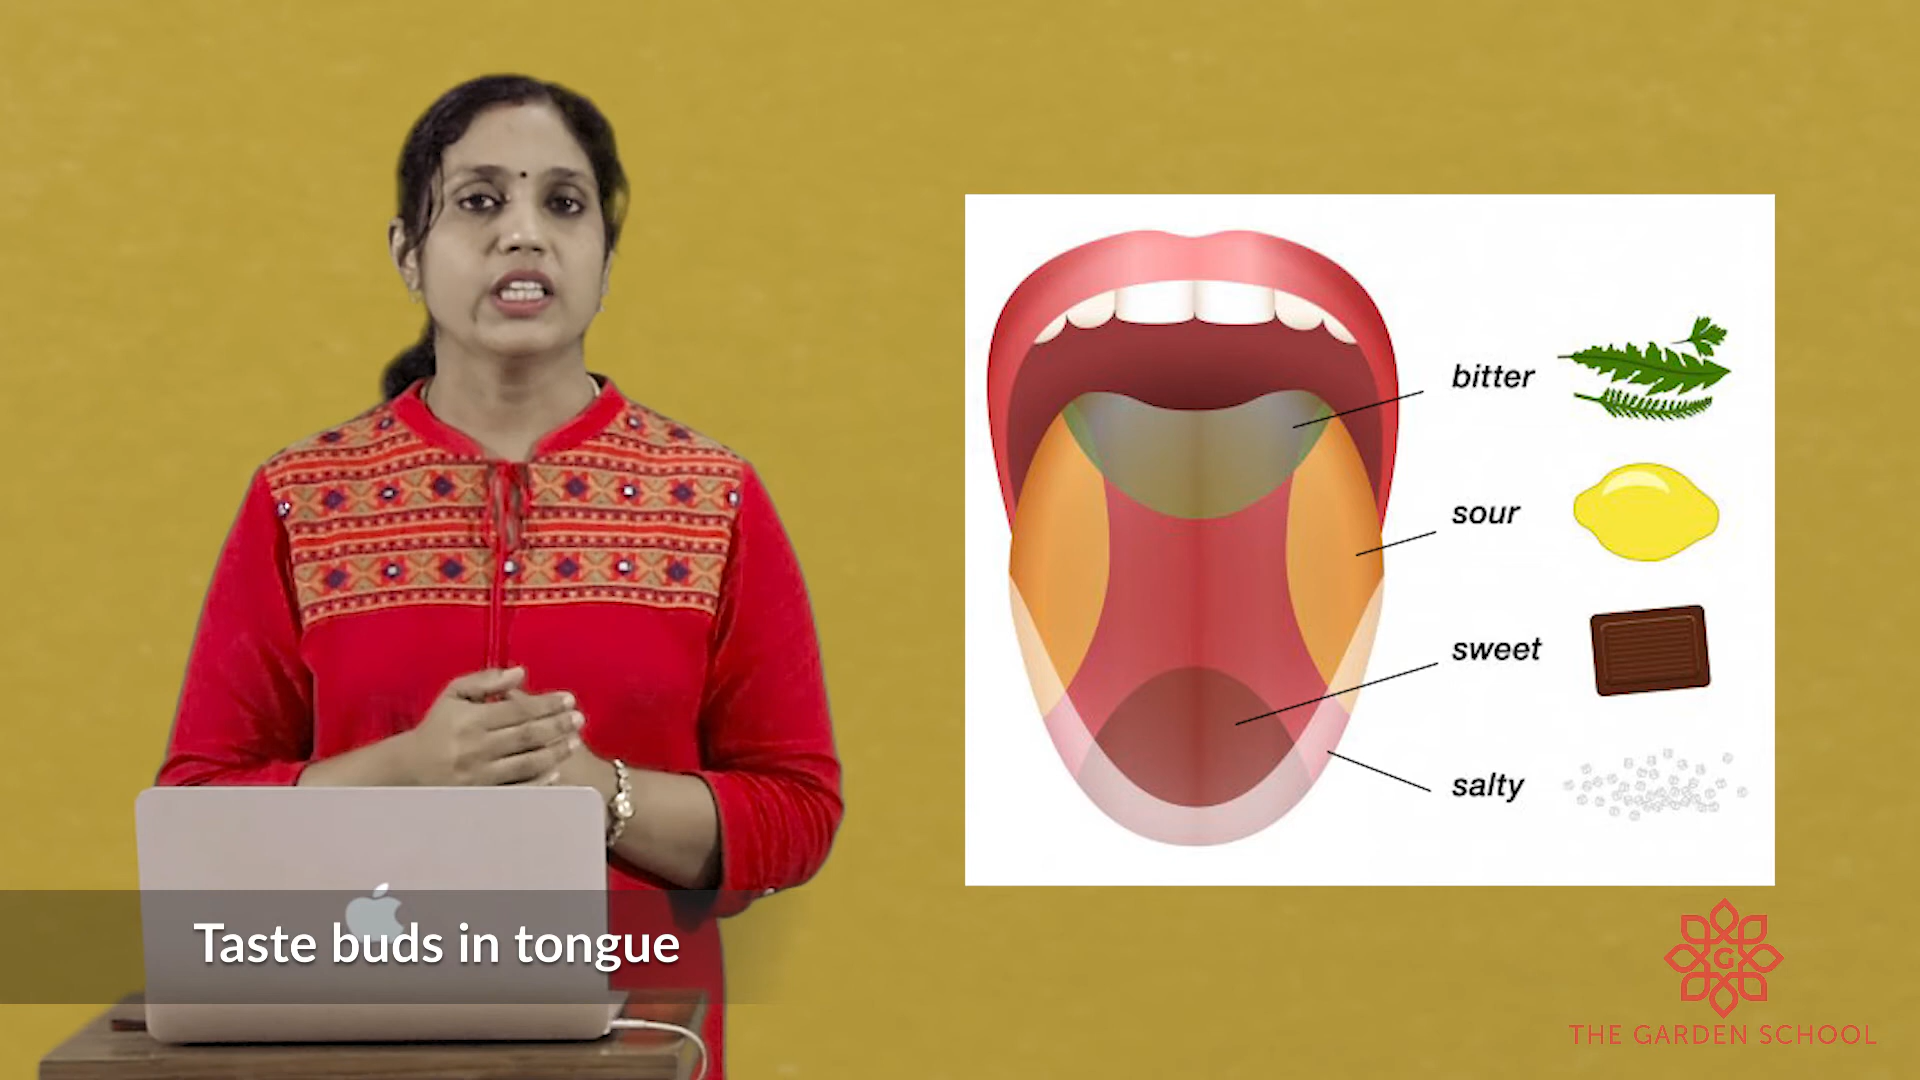 bitter
sour
sweet
salty
Taste buds in tongue
G
THE GARDEN SCHOOL